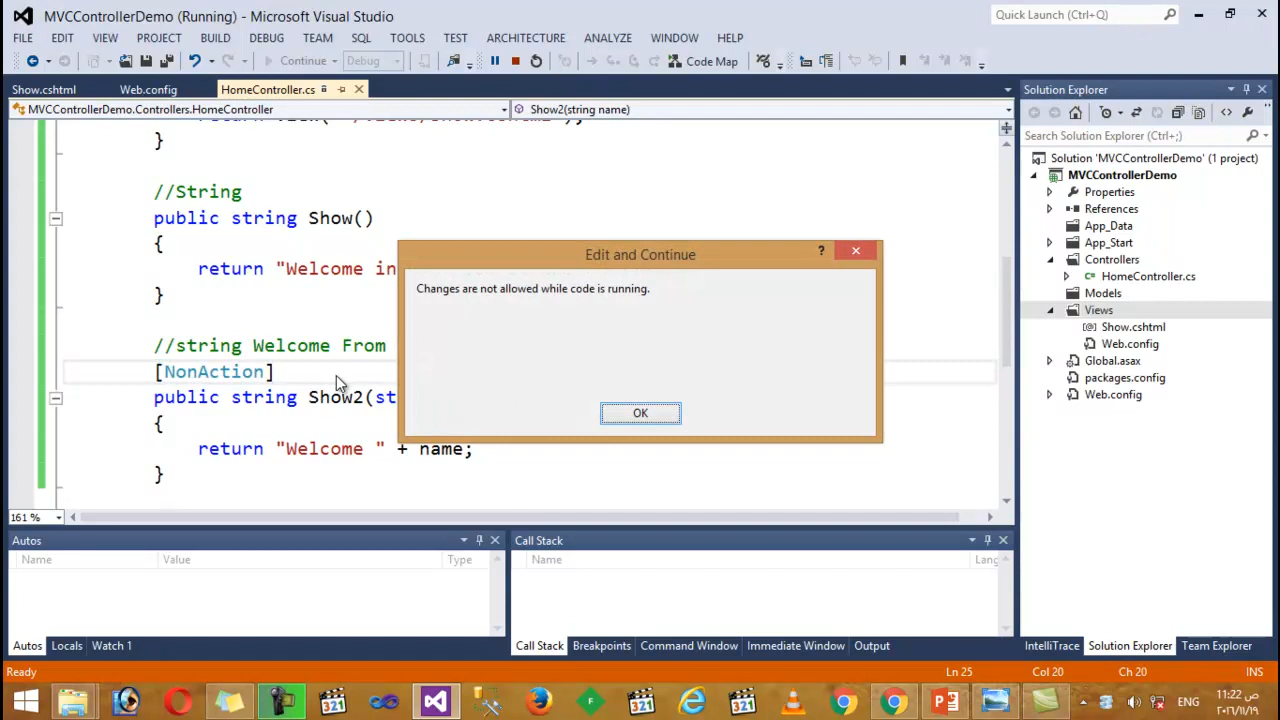 MVCControllerDemo (Running) - Microsoft Visual Studio
Quick Launch (Ctrl+Q)
FILE EDIT VIEW PROJECT BUILD DEBUG TEAM SQL TOOLS TEST ARCHITECTURE ANALYZE WINDOW HELP
Continue Debug Code Map
Show.cshtml Web.config HomeController.cs
MVCControllerDemo.Controllers.HomeController Show2(string name)
}
//String
public string Show()
{
return "Welcome in
}
//string Welcome From
[NonAction]
public string Show2(st
{
return "Welcome " + name;
}
161 %
Edit and Continue
?
Changes are not allowed while code is running.
OK
Solution Explorer
Search Solution Explorer (Ctrl+;)
Solution 'MVCControllerDemo' (1 project)
MVCControllerDemo
Properties
References
App_Data
App_Start
Controllers
C# HomeController.cs
Models
Views
[@] Show.cshtml
Web.config
Global.asax
packages.config
Web.config
Autos
Name Value Type
Call Stack
Name Lang
Autos Locals Watch 1
Call Stack Breakpoints Command Window Immediate Window Output
IntelliTrace Solution Explorer Team Explorer
Ready Ln 25 Col 20 Ch 20 INS
ENG
11:22 ص
٢٠١٦/١١/١٩